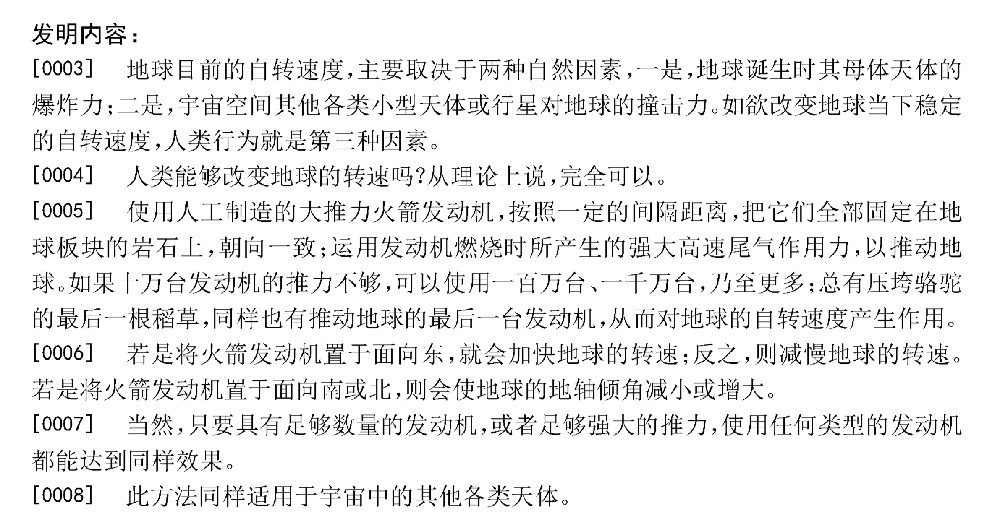 发明内容：
[0003] 地球目前的自转速度，主要取决于两种自然因素，一是，地球诞生时其母体天体的
爆炸力；二是，宇宙空间其他各类小型天体或行星对地球的撞击力。如欲改变地球当下稳定
的自转速度，人类行为就是第三种因素。
[0004] 人类能够改变地球的转速吗？从理论上说，完全可以。
[0005] 使用人工制造的大推力火箭发动机，按照一定的间隔距离，把它们全部固定在地
球板块的岩石上，朝向一致；运用发动机燃烧时所产生的强大高速尾气作用力，以推动地
球。如果十万台发动机的推力不够，可以使用一百万台、一千万台，乃至更多；总有压垮骆驼
的最后一根稻草，同样也有推动地球的最后一台发动机，从而对地球的自转速度产生作用。
[0006] 若是将火箭发动机置于面向东，就会加快地球的转速；反之，则减慢地球的转速。
若是将火箭发动机置于面向南或北，则会使地球的地轴倾角减小或增大。
[0007] 当然，只要具有足够数量的发动机，或者足够强大的推力，使用任何类型的发动机
都能达到同样效果。
[0008] 此方法同样适用于宇宙中的其他各类天体。